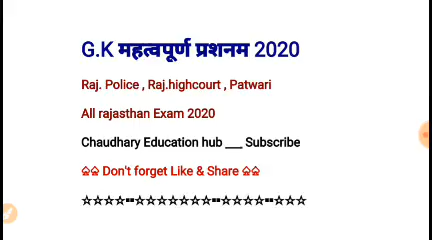 G.K महत्वपूर्ण प्रशनम 2020
Raj. Police , Raj.highcourt , Patwari
All rajasthan Exam 2020
Chaudhary Education hub ___ Subscribe
♤♤ Don't forget Like & Share ♤♤
☆☆☆☆▪▪☆☆☆☆☆☆☆▪▪☆☆☆☆▪▪☆☆☆